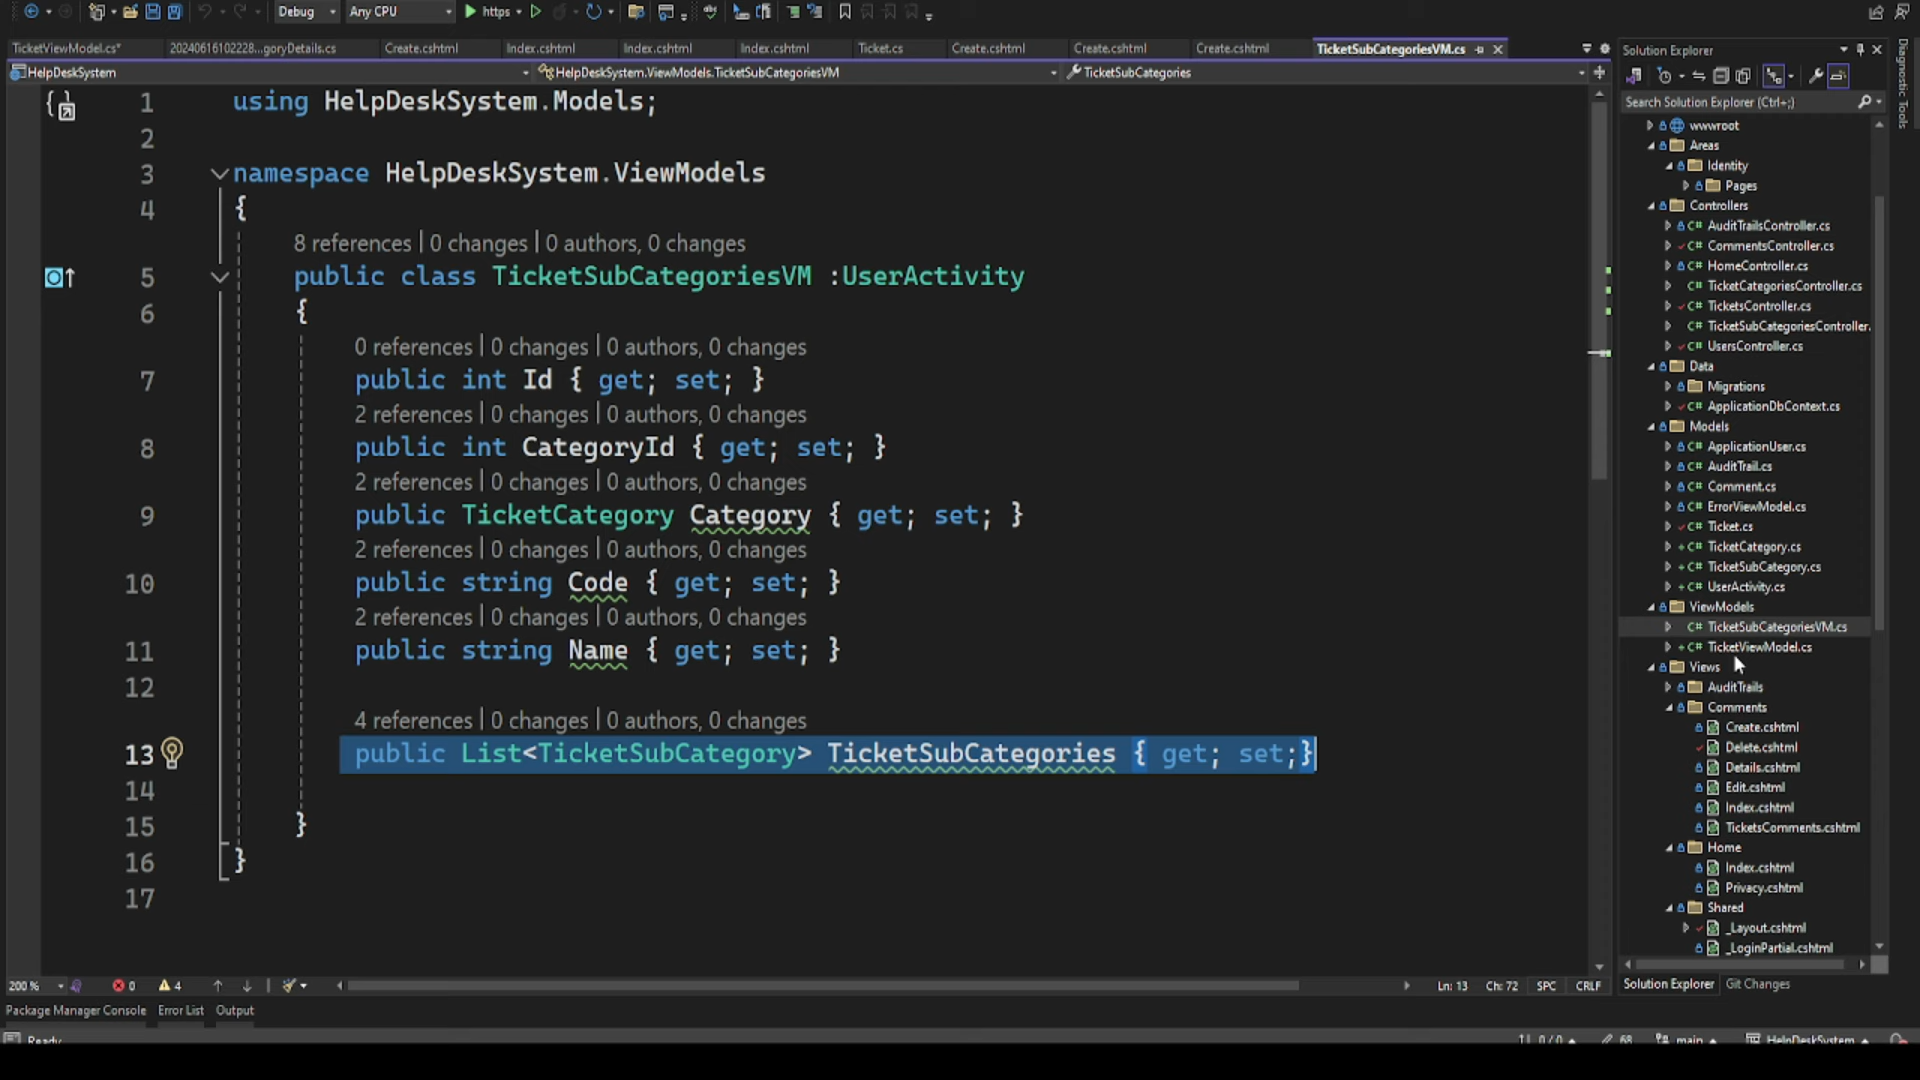 Debug
Any CPU
https
TicketViewModel.cs*
20240616102228...goryDetails.cs
Create.cshtml
Index.cshtml
Index.cshtml
Index.cshtml
Ticket.cs
Create.cshtml
Create.cshtml
Create.cshtml
TicketSubCategoriesVM.cs
HelpDeskSystem
HelpDeskSystem.ViewModels.TicketSubCategoriesVM
TicketSubCategories
1 using HelpDeskSystem.Models;
2
3 namespace HelpDeskSystem.ViewModels
4 {
8 references | 0 changes | 0 authors, 0 changes
5 public class TicketSubCategoriesVM :UserActivity
6 {
0 references | 0 changes | 0 authors, 0 changes
7 public int Id { get; set; }
2 references | 0 changes | 0 authors, 0 changes
8 public int CategoryId { get; set; }
2 references | 0 changes | 0 authors, 0 changes
9 public TicketCategory Category { get; set; }
2 references | 0 changes | 0 authors, 0 changes
10 public string Code { get; set; }
2 references | 0 changes | 0 authors, 0 changes
11 public string Name { get; set; }
12
4 references | 0 changes | 0 authors, 0 changes
13 public List<TicketSubCategory> TicketSubCategories { get; set;}
14
15 }
16 }
17
200 %
0
4
Ln: 13
Ch: 72
SPC
CRLF
Package Manager Console
Error List
Output
Ready
0 / 0
68
main
HelpDeskSystem
Solution Explorer
Search Solution Explorer (Ctrl+;)
wwwroot
Areas
Identity
Pages
Controllers
C# AuditTrailsController.cs
C# CommentsController.cs
C# HomeController.cs
C# TicketCategoriesController.cs
C# TicketsController.cs
C# TicketSubCategoriesController.
C# UsersController.cs
Data
Migrations
C# ApplicationDbContext.cs
Models
C# ApplicationUser.cs
C# AuditTrail.cs
C# Comment.cs
C# ErrorViewModel.cs
C# Ticket.cs
C# TicketCategory.cs
C# TicketSubCategory.cs
C# UserActivity.cs
ViewModels
C# TicketSubCategoriesVM.cs
C# TicketViewModel.cs
Views
AuditTrails
Comments
Create.cshtml
Delete.cshtml
Details.cshtml
Edit.cshtml
Index.cshtml
TicketsComments.cshtml
Home
Index.cshtml
Privacy.cshtml
Shared
_Layout.cshtml
_LoginPartial.cshtml
Solution Explorer
Git Changes
Diagnostic Tools